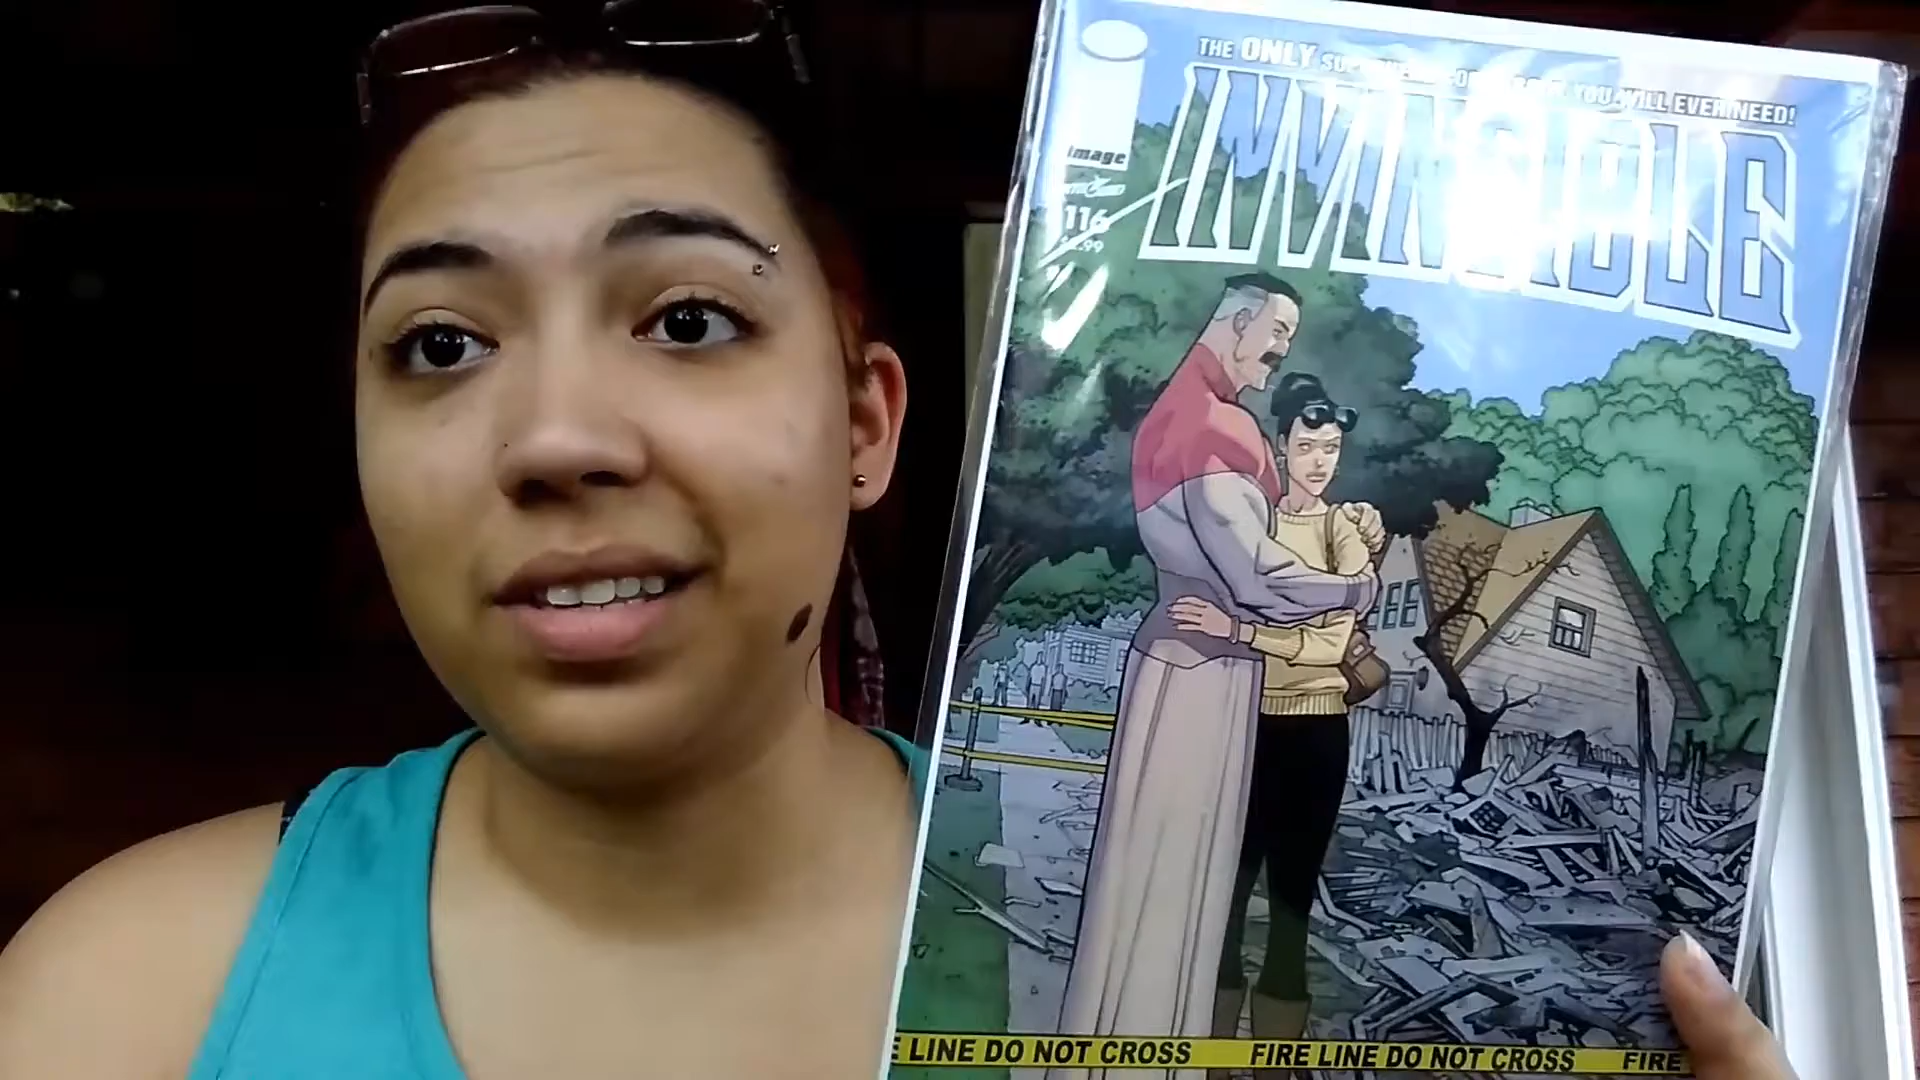 THE ONLY
YOU WILL EVER NEED!
INVINCIBLE
image
116
FIRE LINE DO NOT CROSS
LINE DO NOT CROSS
FIRE